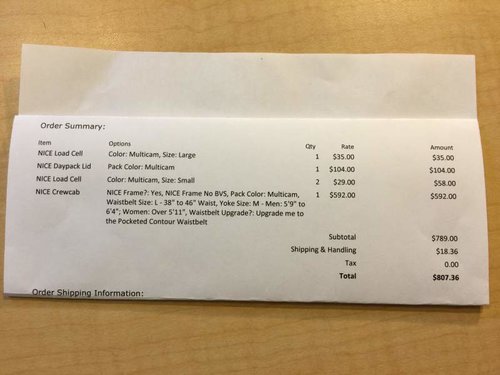 Order Summary:
Item Options Qty Rate Amount
NICE Load Cell Color: Multicam, Size: Large 1 $35.00 $35.00
NICE Daypack Lid Pack Color: Multicam 1 $104.00 $104.00
NICE Load Cell Color: Multicam, Size: Small 2 $29.00 $58.00
NICE Crewcab NICE Frame?: Yes, NICE Frame No BVS, Pack Color: Multicam, 1 $592.00 $592.00
Waistbelt Size: L - 38" to 46" Waist, Yoke Size: M - Men: 5'9" to
6'4"; Women: Over 5'11", Waistbelt Upgrade?: Upgrade me to
the Pocketed Contour Waistbelt
Subtotal $789.00
Shipping & Handling $18.36
Tax 0.00
Total $807.36
Order Shipping Information: